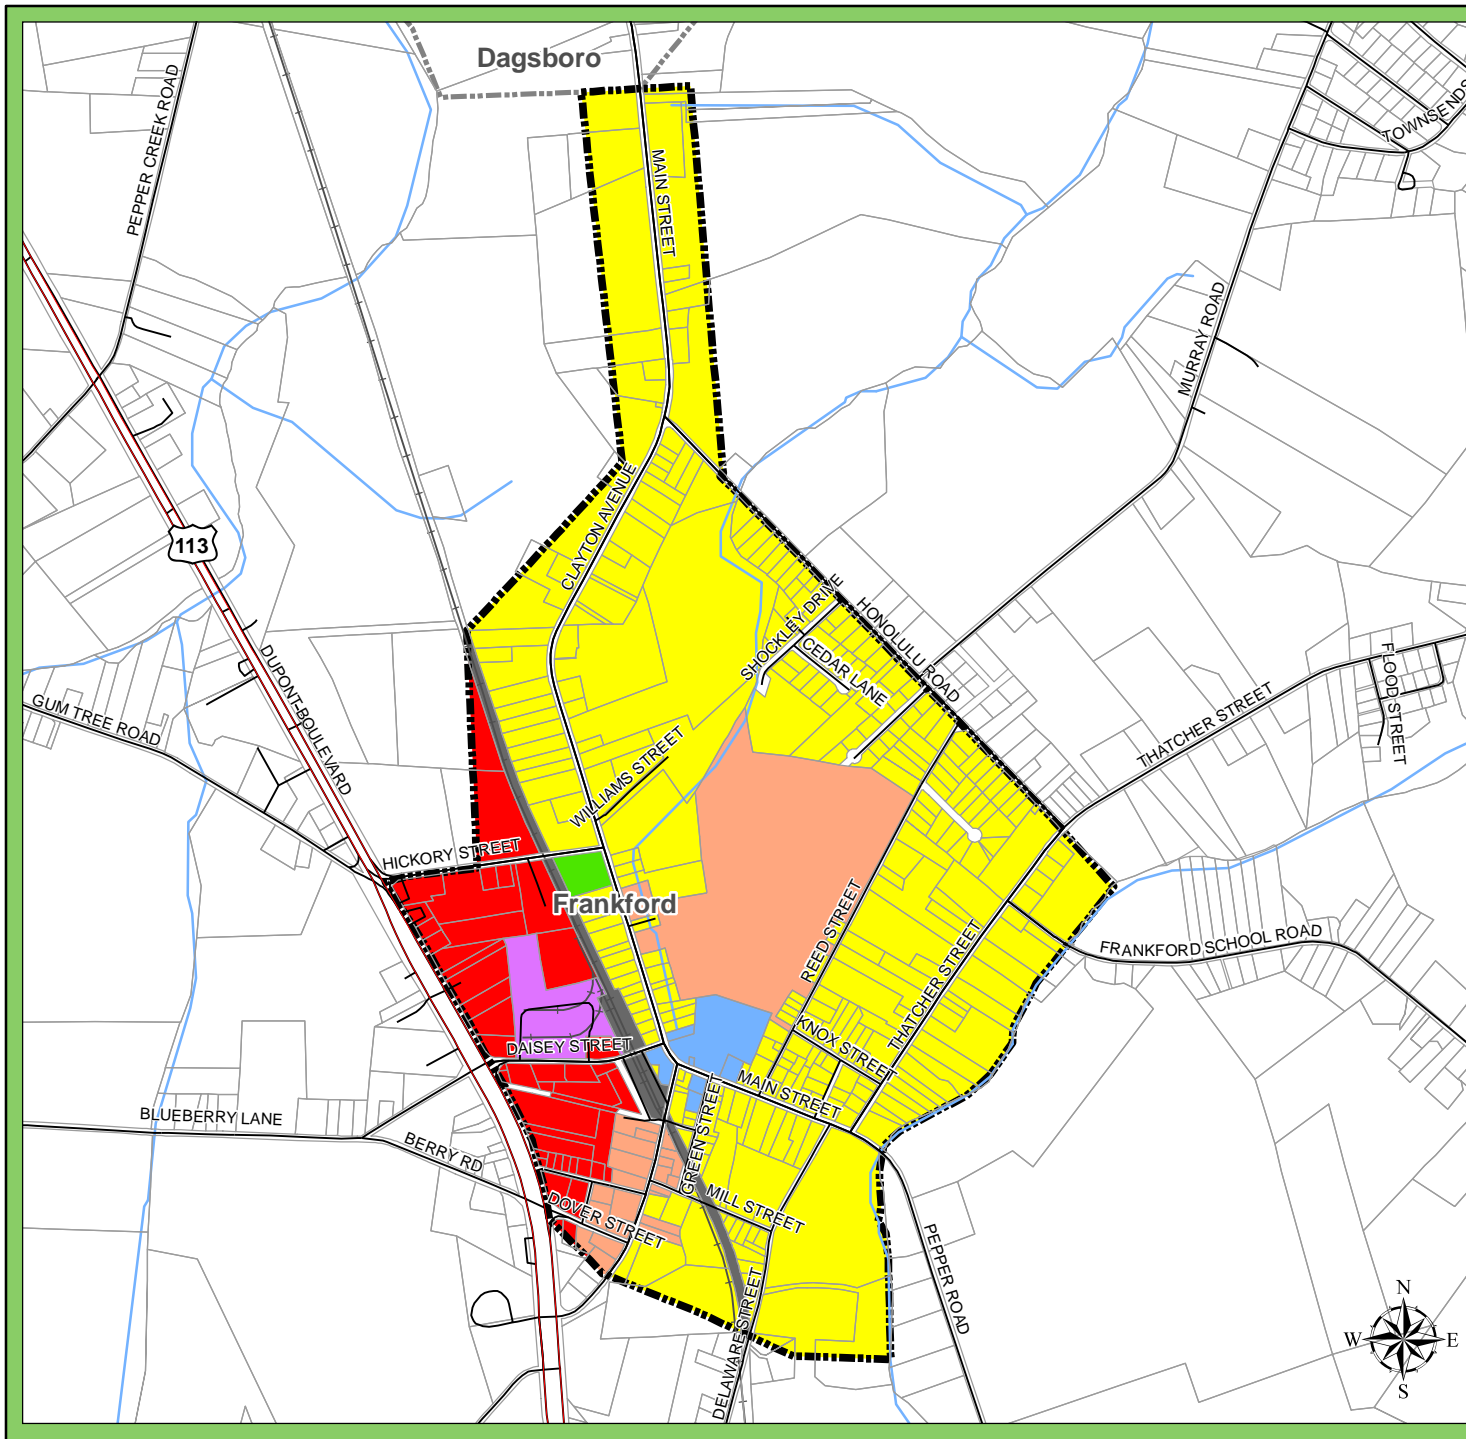 Dagsboro
PEPPER CREEK ROAD
MAIN STREET
TOWNSENDS
MURRAY ROAD
113
CLAYTON AVENUE
SHOCKLEY DRIVE
HONOLULU ROAD
CEDAR LANE
DUPONT BOULEVARD
GUM TREE ROAD
FLOOD STREET
THATCHER STREET
WILLIAMS STREET
HICKORY STREET
Frankford
REED STREET
THATCHER STREET
FRANKFORD SCHOOL ROAD
KNOX STREET
DAISEY STREET
MAIN STREET
BLUEBERRY LANE
BERRY RD
GREEN STREET
MILL STREET
DOVER STREET
PEPPER ROAD
DELAWARE STREET
N
W
E
S